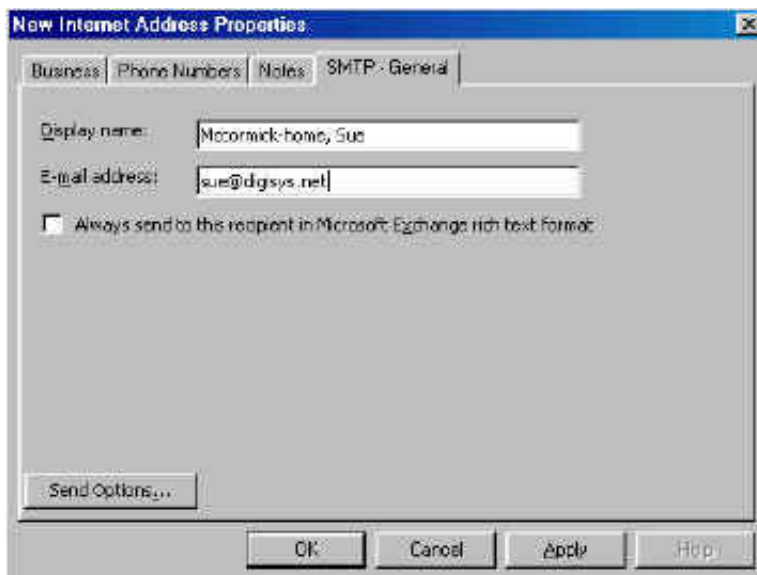 New Internet Address Properties
Business Phone Numbers Notes SMTP - General
Display name: Mccormick-home, Sue
E-mail address: sue@digisys.net
Always send to this recipient in Microsoft Exchange rich text format
Send Options...
OK Cancel Apply Help